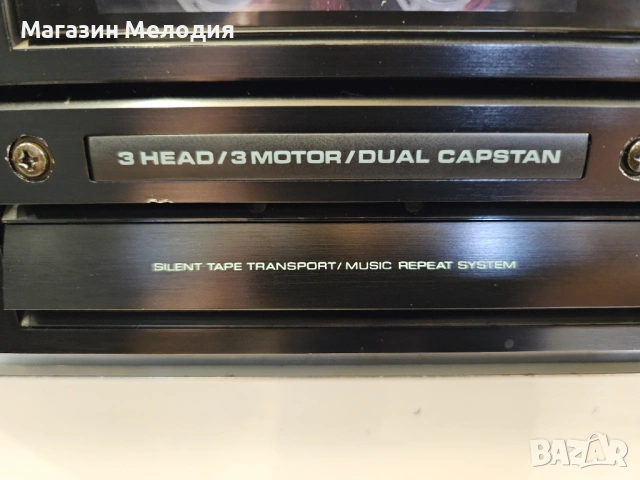 Магазин Мелодия
3 HEAD/3 MOTOR/DUAL CAPSTAN
SILENT TAPE TRANSPORT/ MUSIC REPEAT SYSTEM
BAZAR